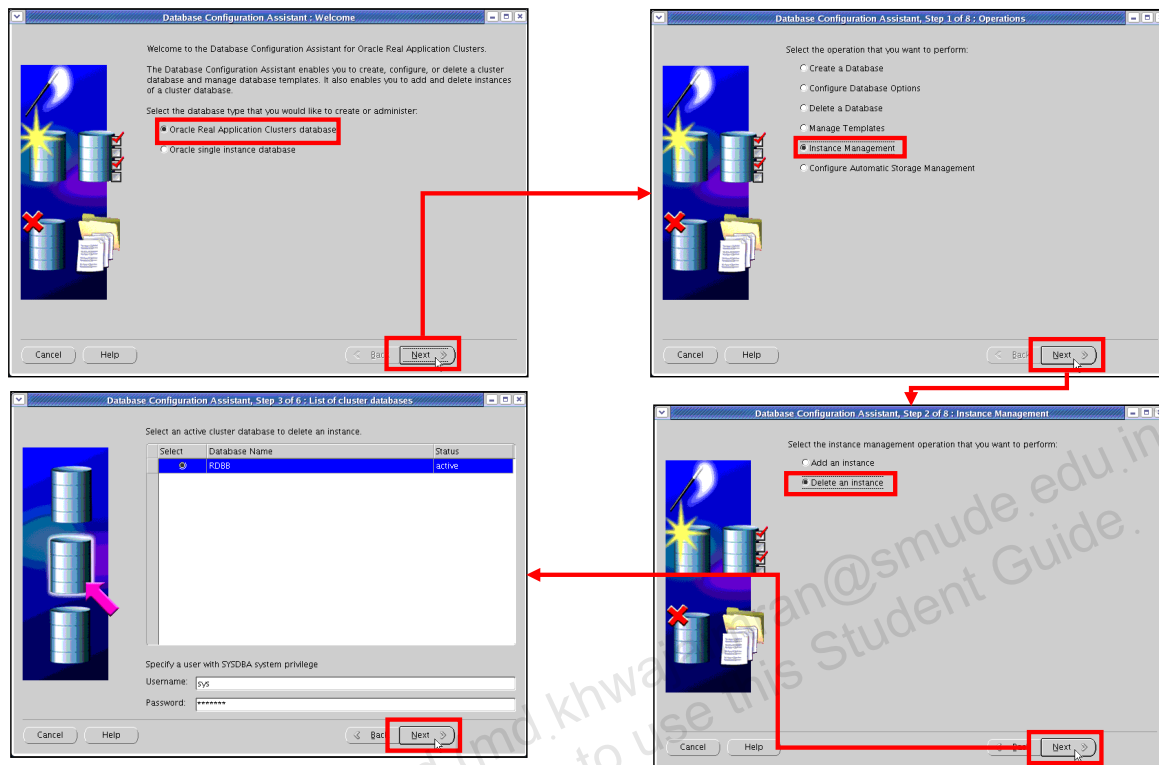 Database Configuration Assistant : Welcome
Welcome to the Database Configuration Assistant for Oracle Real Application Clusters.
The Database Configuration Assistant enables you to create, configure, or delete a cluster
database and manage database templates. It also enables you to add and delete instances
of a cluster database.
Select the database type that you would like to create or administer:
Oracle Real Application Clusters database
Oracle single instance database
Cancel
Help
Next
Database Configuration Assistant, Step 1 of 8 : Operations
Select the operation that you want to perform:
Create a Database
Configure Database Options
Delete a Database
Manage Templates
Instance Management
Configure Automatic Storage Management
Cancel
Help
Back
Next
Database Configuration Assistant, Step 2 of 8 : Instance Management
Select the instance management operation that you want to perform:
Add an instance
Delete an instance
Cancel
Help
Next
Database Configuration Assistant, Step 3 of 6 : List of cluster databases
Select an active cluster database to delete an instance.
Select Database Name Status
RDBB active
Specify a user with SYSDBA system privilege
Username: sys
Password: *******
Cancel
Help
Next
ran@smude.edu.in
to use this Student Guide.